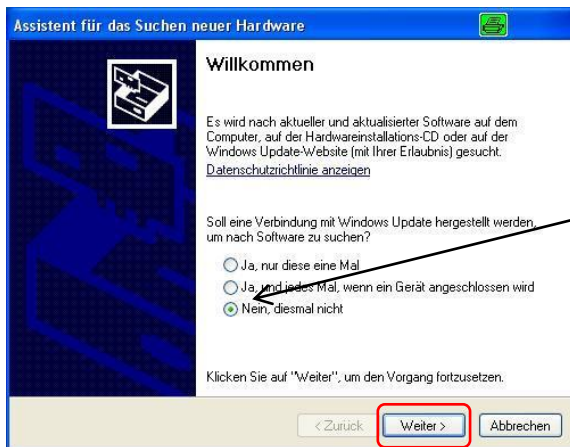 Assistent für das Suchen neuer Hardware
Willkommen
Es wird nach aktueller und aktualisierter Software auf dem
Computer, auf der Hardwareinstallations-CD oder auf der
Windows Update-Website (mit Ihrer Erlaubnis) gesucht.
Datenschutzrichtlinie anzeigen
Soll eine Verbindung mit Windows Update hergestellt werden,
um nach Software zu suchen?
Ja, nur diese eine Mal
Ja, und jedes Mal, wenn ein Gerät angeschlossen wird
Nein, diesmal nicht
Klicken Sie auf "Weiter", um den Vorgang fortzusetzen.
< Zurück Weiter > Abbrechen